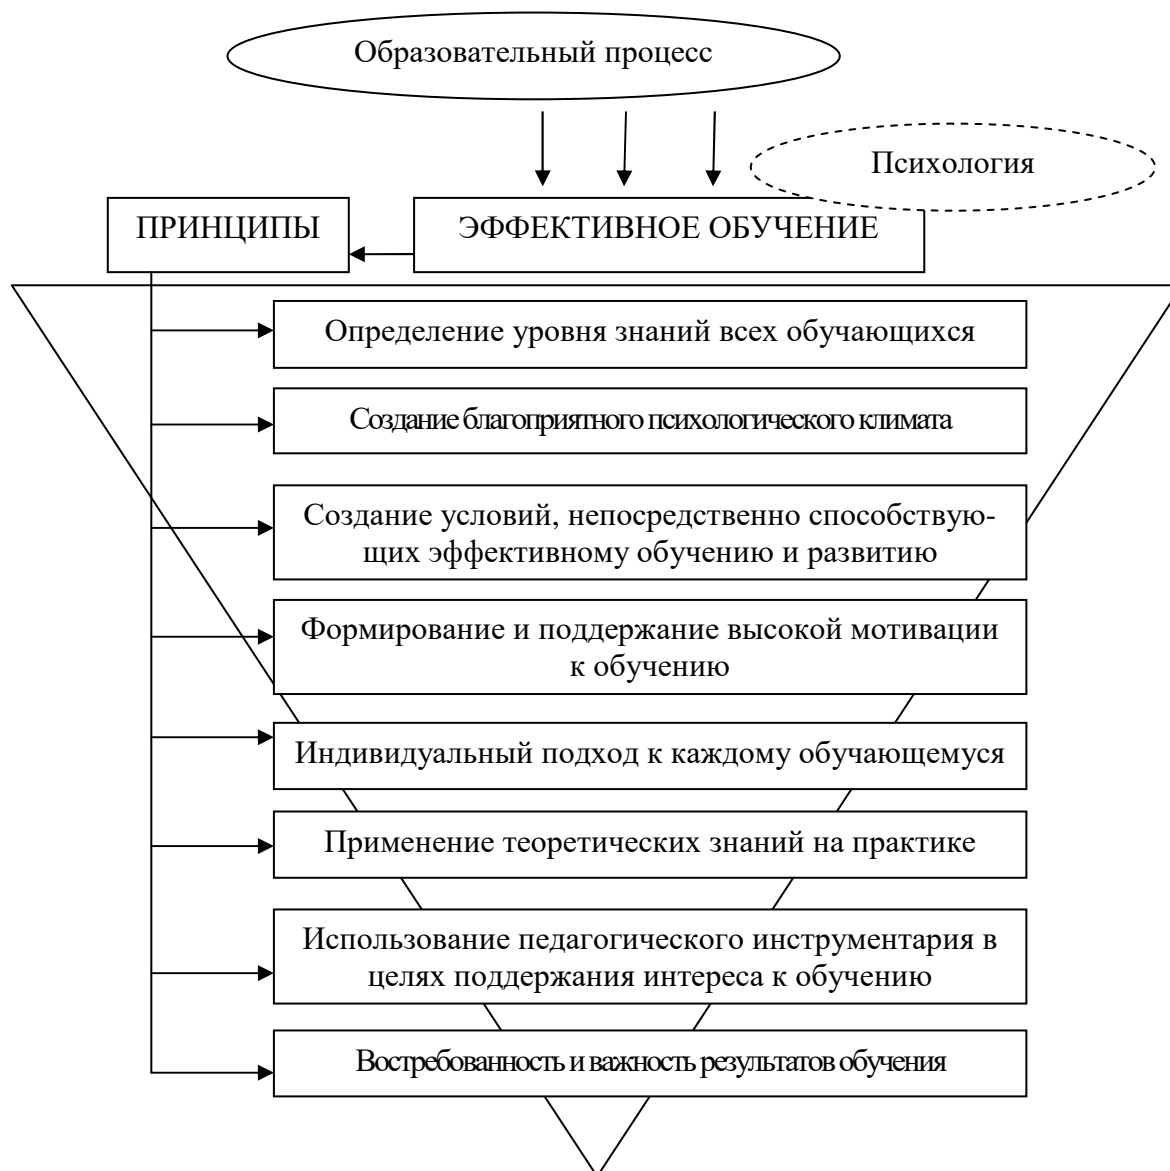 Образовательный процесс
Психология
ПРИНЦИПЫ
ЭФФЕКТИВНОЕ ОБУЧЕНИЕ
Определение уровня знаний всех обучающихся
Создание благоприятного психологического климата
Создание условий, непосредственно способствую-
щих эффективному обучению и развитию
Формирование и поддержание высокой мотивации
к обучению
Индивидуальный подход к каждому обучающемуся
Применение теоретических знаний на практике
Использование педагогического инструментария в
целях поддержания интереса к обучению
Востребованность и важность результатов обучения